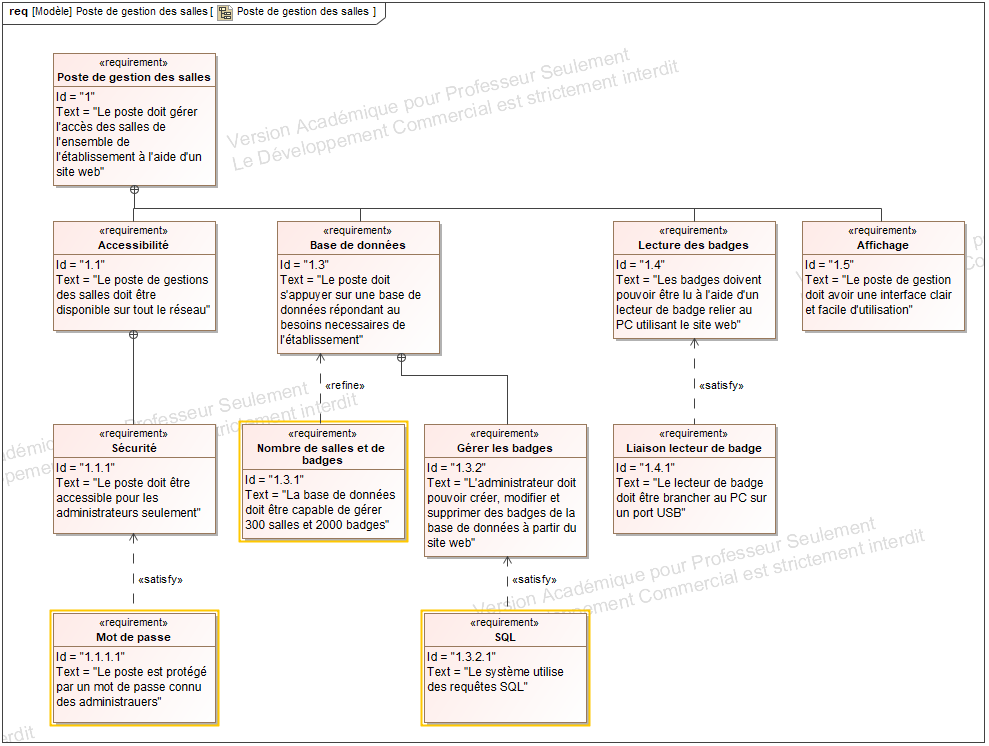 req [Modèle] Poste de gestion des salles [ Poste de gestion des salles ]
«requirement»
Poste de gestion des salles
Id = "1"
Text = "Le poste doit gérer
l'accès des salles de
l'ensemble de
l'établissement à l'aide d'un
site web"
Version Académique pour Professeur Seulement
Le Développement Commercial est strictement interdit
«requirement»
Accessibilité
Id = "1.1"
Text = "Le poste de gestions
des salles doit être
disponible sur tout le réseau"
«requirement»
Base de données
Id = "1.3"
Text = "Le poste doit
s'appuyer sur une base de
données répondant au
besoins necessaires de
l'établissement"
«requirement»
Lecture des badges
Id = "1.4"
Text = "Les badges doivent
pouvoir être lu à l'aide d'un
lecteur de badge relier au
PC utilisant le site web"
«requirement»
Affichage
Id = "1.5"
Text = "Le poste de gestion
doit avoir une interface clair
et facile d'utilisation"
«refine»
«satisfy»
Professeur Seulement
strictement interdit
«requirement»
Sécurité
Id = "1.1.1"
Text = "Le poste doit être
accessible pour les
administrateurs seulement"
«requirement»
Nombre de salles et de
badges
Id = "1.3.1"
Text = "La base de données
doit être capable de gérer
300 salles et 2000 badges"
«requirement»
Gérer les badges
Id = "1.3.2"
Text = "L'administrateur doit
pouvoir créer, modifier et
supprimer des badges de la
base de données à partir du
site web"
«requirement»
Liaison lecteur de badge
Id = "1.4.1"
Text = "Le lecteur de badge
doit être brancher au PC sur
un port USB"
«satisfy»
«satisfy»
Version Académique pour Professeur Seulement
ement Commercial est strictement interdit
«requirement»
Mot de passe
Id = "1.1.1.1"
Text = "Le poste est protégé
par un mot de passe connu
des administrauers"
«requirement»
SQL
Id = "1.3.2.1"
Text = "Le système utilise
des requêtes SQL"
erdit